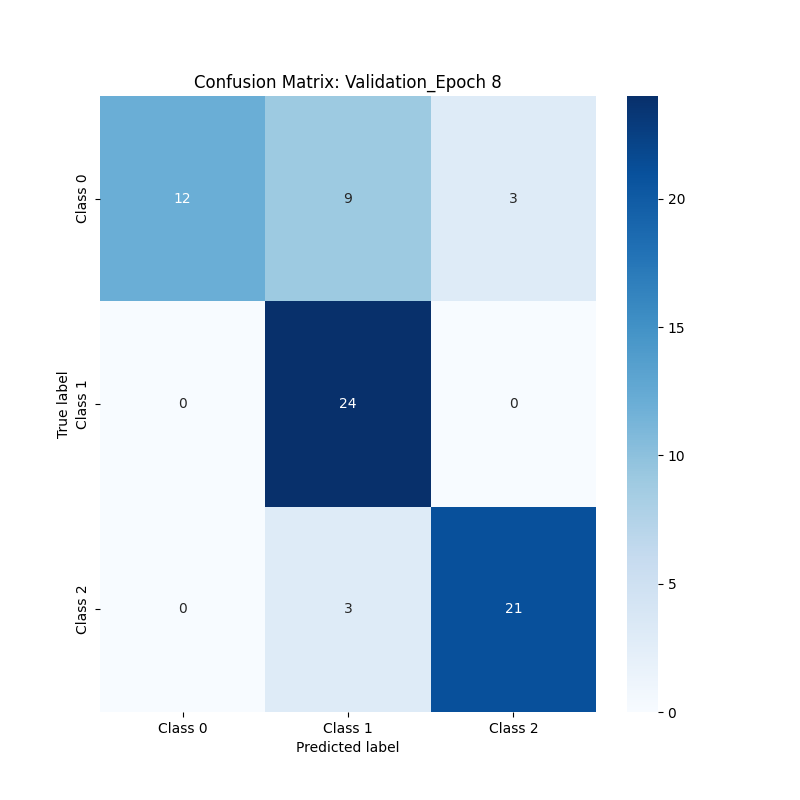 Confusion Matrix: Validation_Epoch 8
True label
Class 0
12 9 3
Class 1
0 24 0
Class 2
0 3 21
Class 0 Class 1 Class 2
Predicted label
20
15
10
5
0